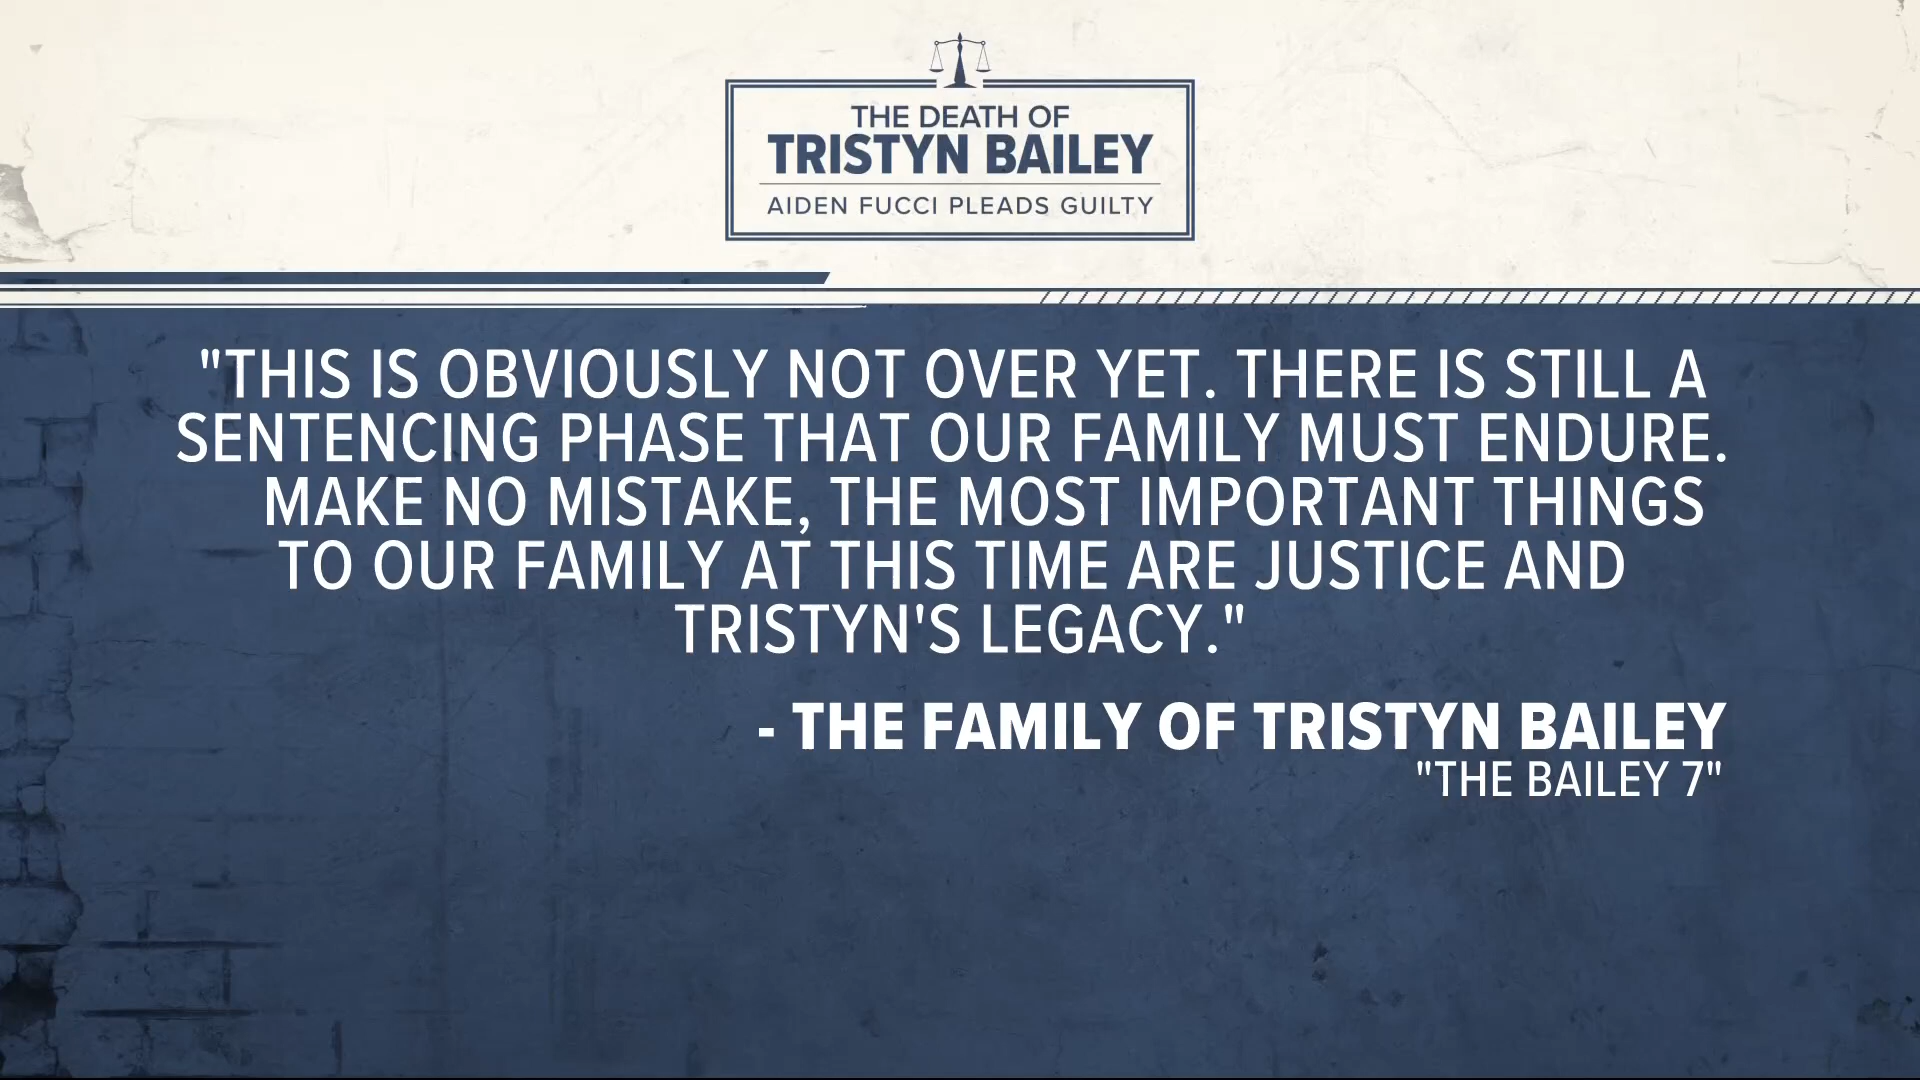 THE DEATH OF
TRISTYN BAILEY
AIDEN FUCCI PLEADS GUILTY
"THIS IS OBVIOUSLY NOT OVER YET. THERE IS STILL A
SENTENCING PHASE THAT OUR FAMILY MUST ENDURE.
MAKE NO MISTAKE, THE MOST IMPORTANT THINGS
TO OUR FAMILY AT THIS TIME ARE JUSTICE AND
TRISTYN'S LEGACY."
- THE FAMILY OF TRISTYN BAILEY
"THE BAILEY 7"